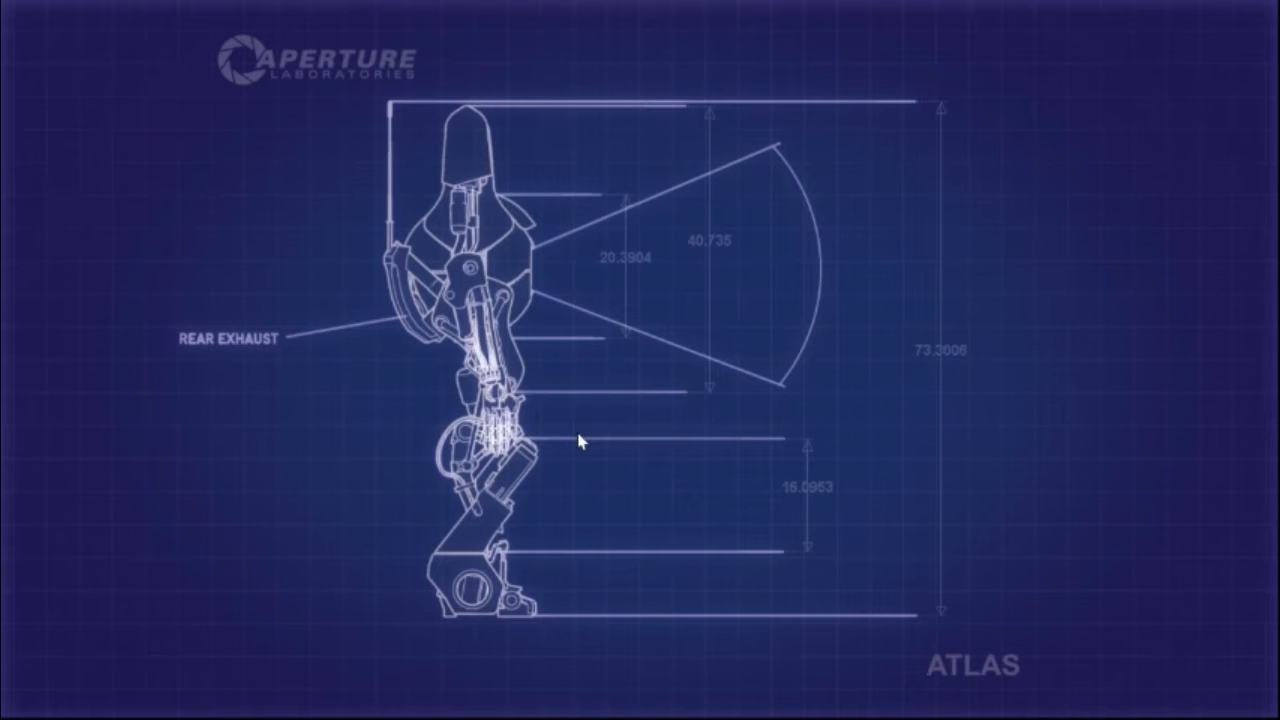 APERTURE
LABORATORIES
20.3904
40.735
REAR EXHAUST
73.3006
16.0953
ATLAS